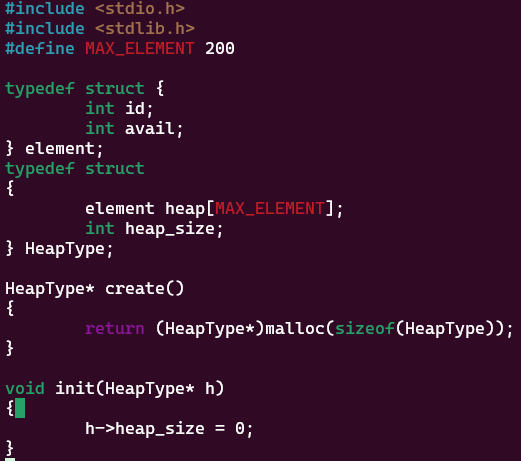 #include <stdio.h>
#include <stdlib.h>
#define MAX_ELEMENT 200

typedef struct {
        int id;
        int avail;
} element;
typedef struct
{
        element heap[MAX_ELEMENT];
        int heap_size;
} HeapType;

HeapType* create()
{
        return (HeapType*)malloc(sizeof(HeapType));
}

void init(HeapType* h)
{
        h->heap_size = 0;
}